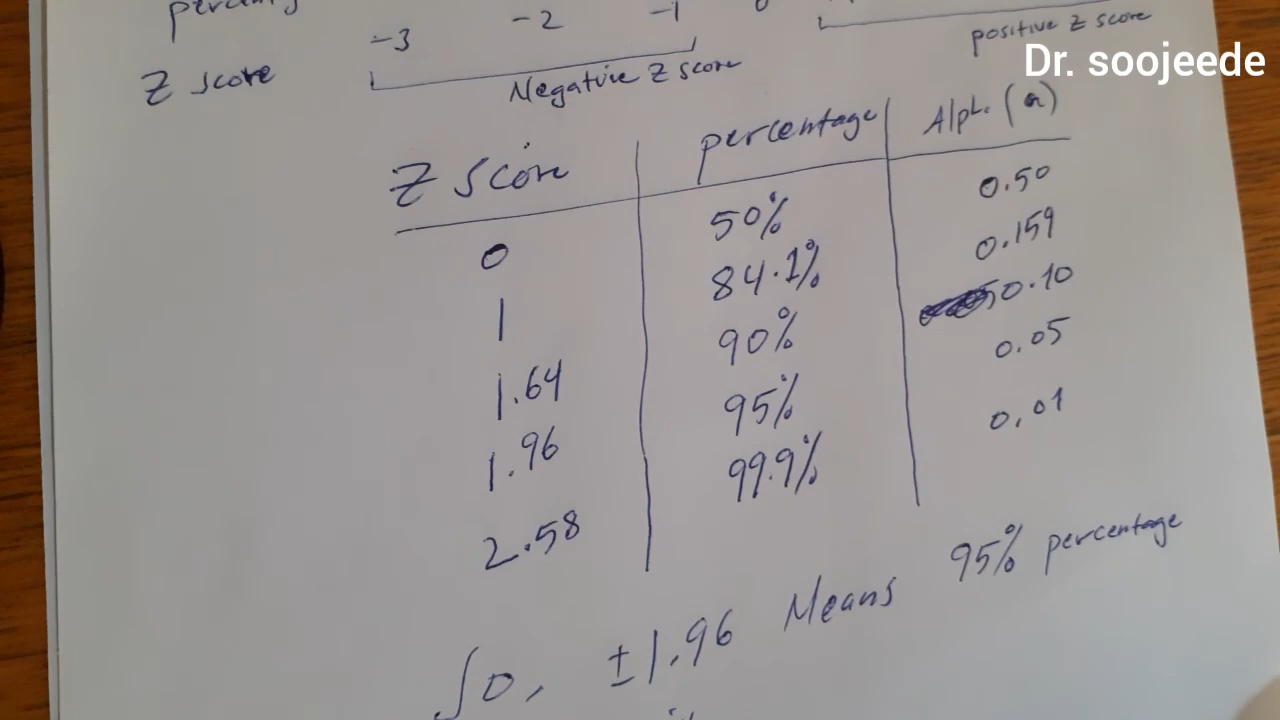 -3 -2 -1
Z score
Negative Z score
positive Z score
Dr. soojeede
Z Score percentage Alph. (α)
0 50% 0.50
1 84.1% 0.159
1.64 90% 0.10
1.96 95% 0.05
2.58 99.9% 0.01
So, ±1.96 Means 95% percentage